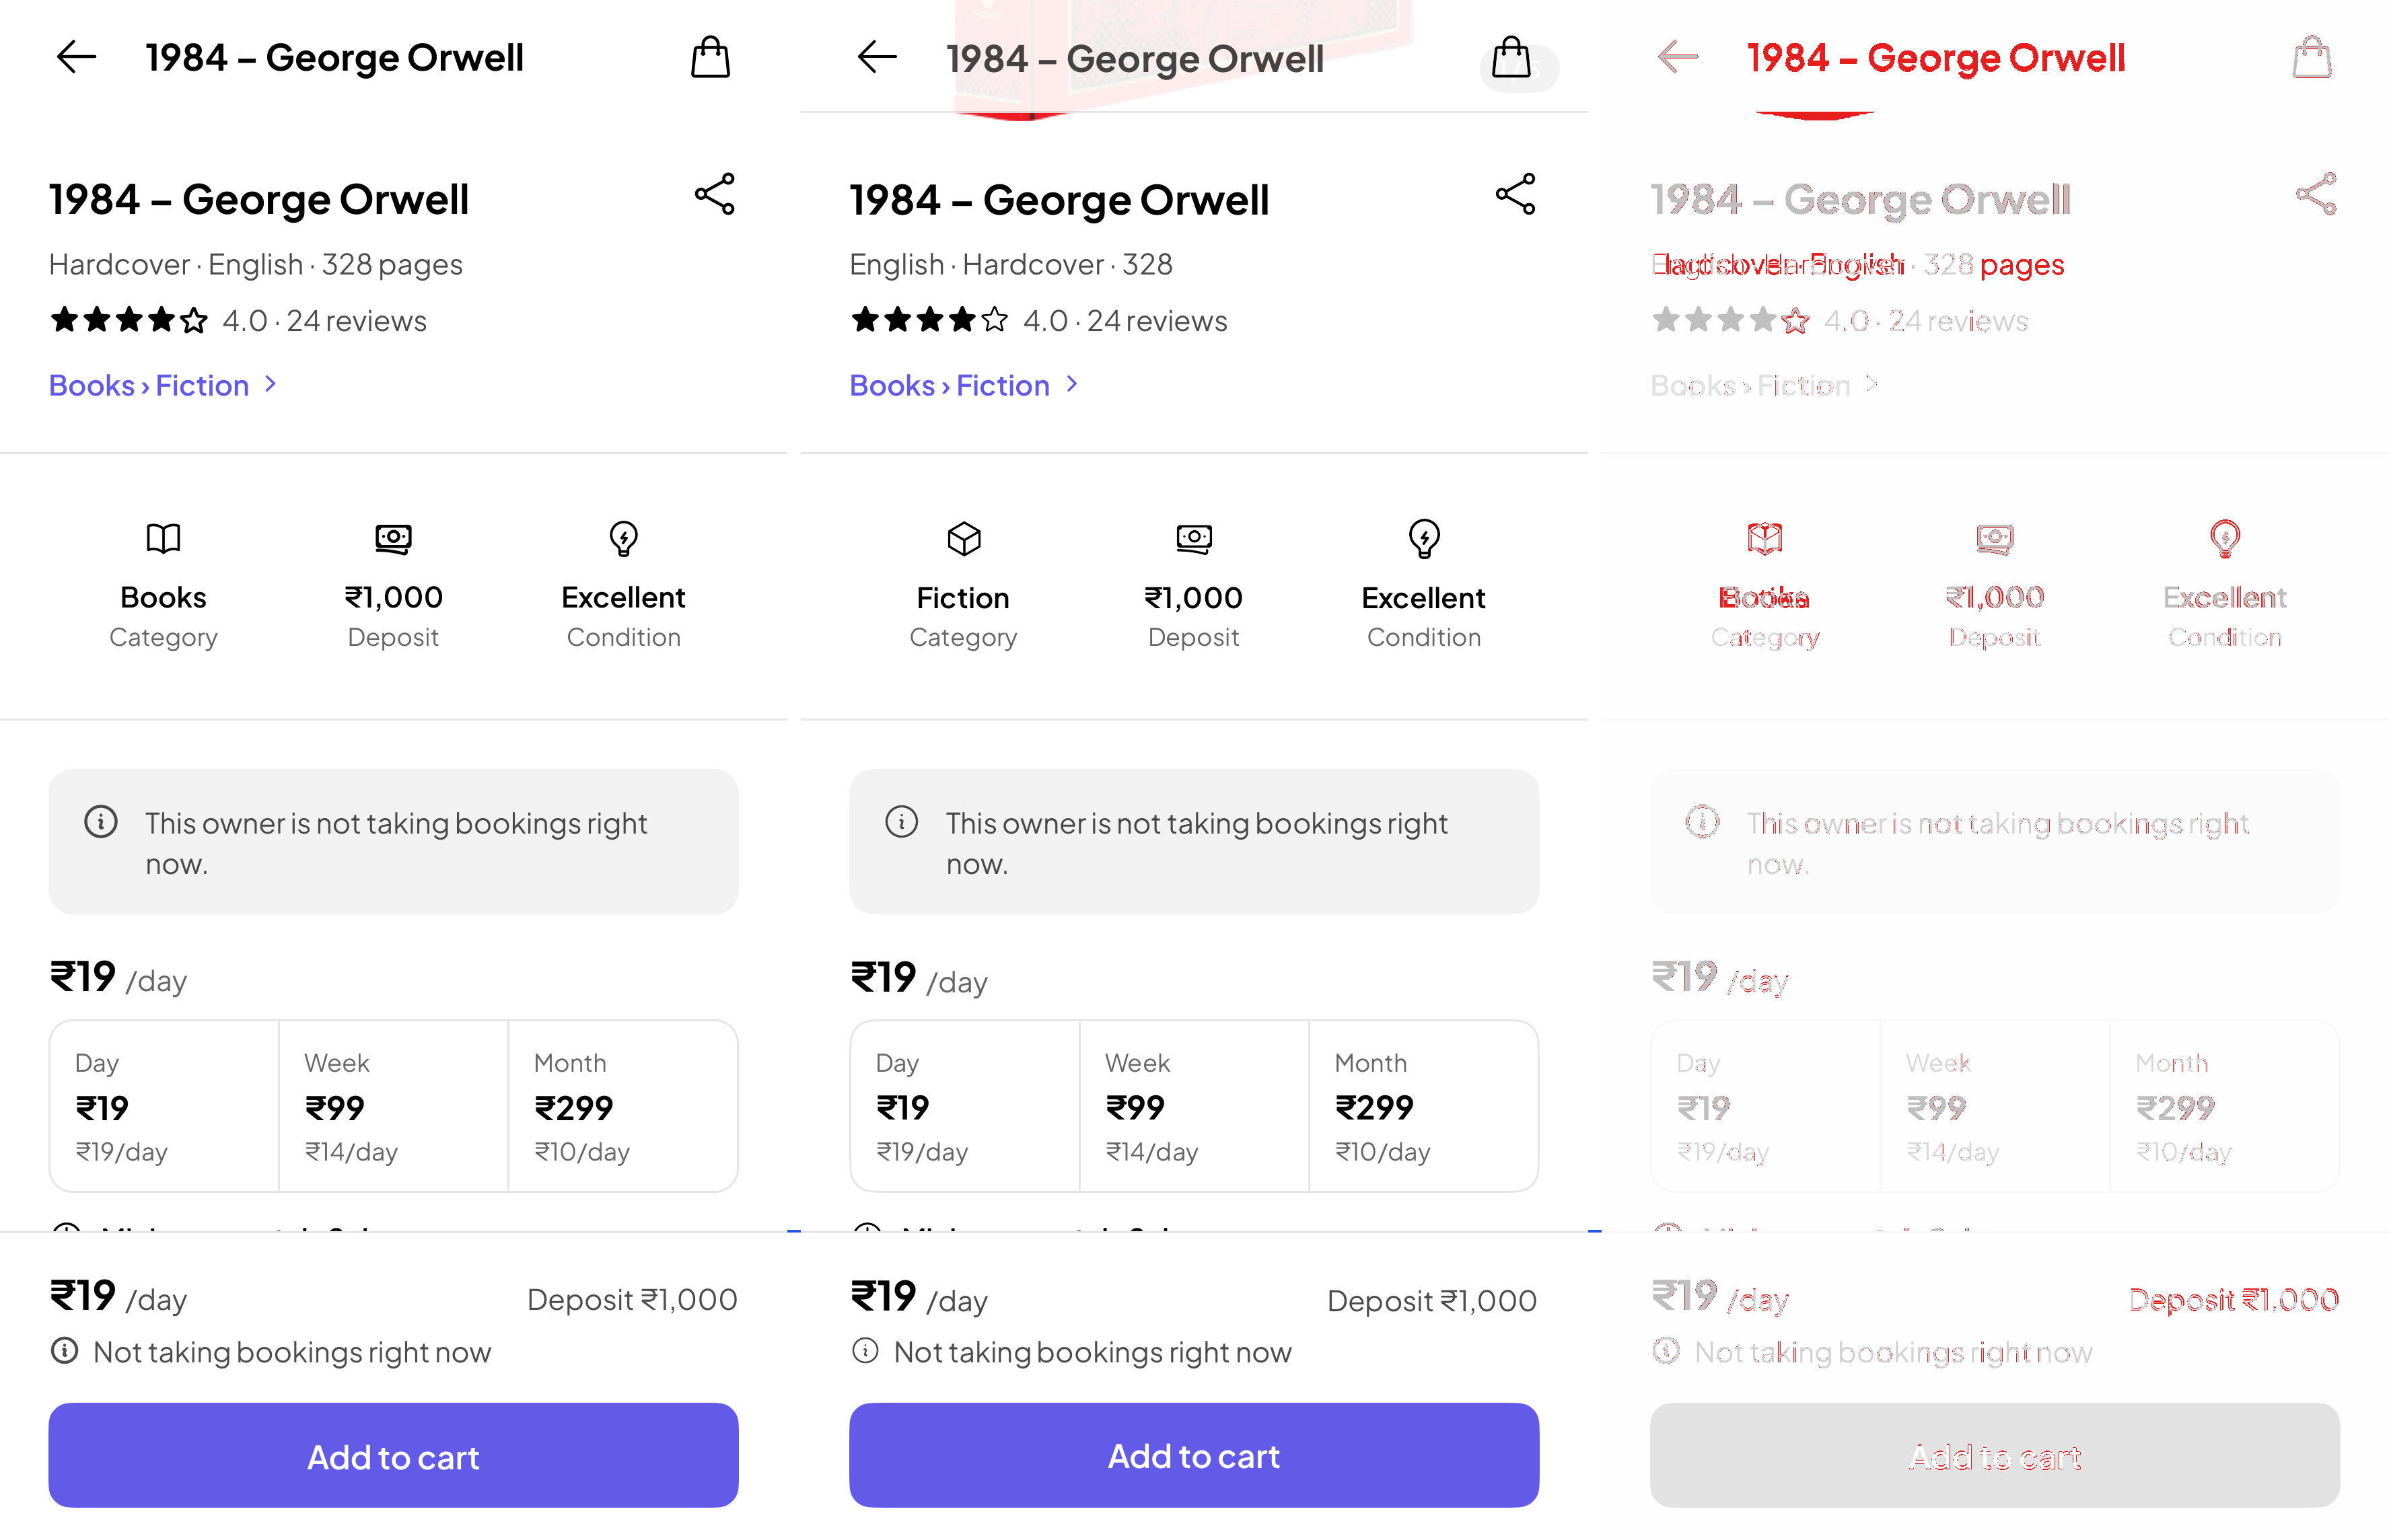 1984 – George Orwell
1984 – George Orwell
Hardcover · English · 328 pages
4.0 · 24 reviews
Books › Fiction
Books
Category
₹1,000
Deposit
Excellent
Condition
This owner is not taking bookings right
now.
₹19 /day
Day
₹19
₹19/day
Week
₹99
₹14/day
Month
₹299
₹10/day
₹19 /day
Deposit ₹1,000
Not taking bookings right now
Add to cart
1984 – George Orwell
1984 – George Orwell
English · Hardcover · 328
4.0 · 24 reviews
Books › Fiction
Fiction
Category
₹1,000
Deposit
Excellent
Condition
This owner is not taking bookings right
now.
₹19 /day
Day
₹19
₹19/day
Week
₹99
₹14/day
Month
₹299
₹10/day
₹19 /day
Deposit ₹1,000
Not taking bookings right now
Add to cart
1984 – George Orwell
1984 – George Orwell
· 328 pages
4.0 · 24 reviews
Books › Fiction
Category
₹1,000
Deposit
Excellent
Condition
This owner is not taking bookings right
now.
₹19 /day
Day
₹19
₹19/day
Week
₹99
₹14/day
Month
₹299
₹10/day
₹19 /day
Deposit ₹1,000
Not taking bookings right now
Add to cart